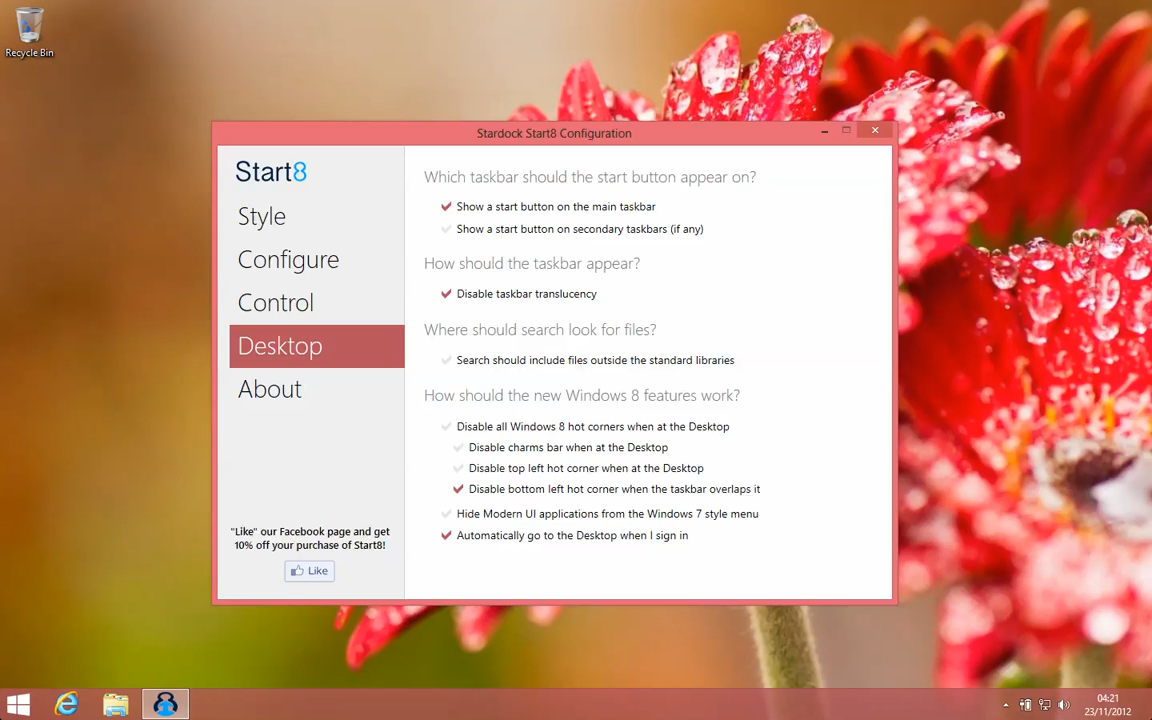 Recycle Bin
Stardock Start8 Configuration
Start8
Style
Configure
Control
Desktop
About
"Like" our Facebook page and get
10% off your purchase of Start8!
Like
Which taskbar should the start button appear on?
Show a start button on the main taskbar
Show a start button on secondary taskbars (if any)
How should the taskbar appear?
Disable taskbar translucency
Where should search look for files?
Search should include files outside the standard libraries
How should the new Windows 8 features work?
Disable all Windows 8 hot corners when at the Desktop
Disable charms bar when at the Desktop
Disable top left hot corner when at the Desktop
Disable bottom left hot corner when the taskbar overlaps it
Hide Modern UI applications from the Windows 7 style menu
Automatically go to the Desktop when I sign in
04:21
23/11/2012